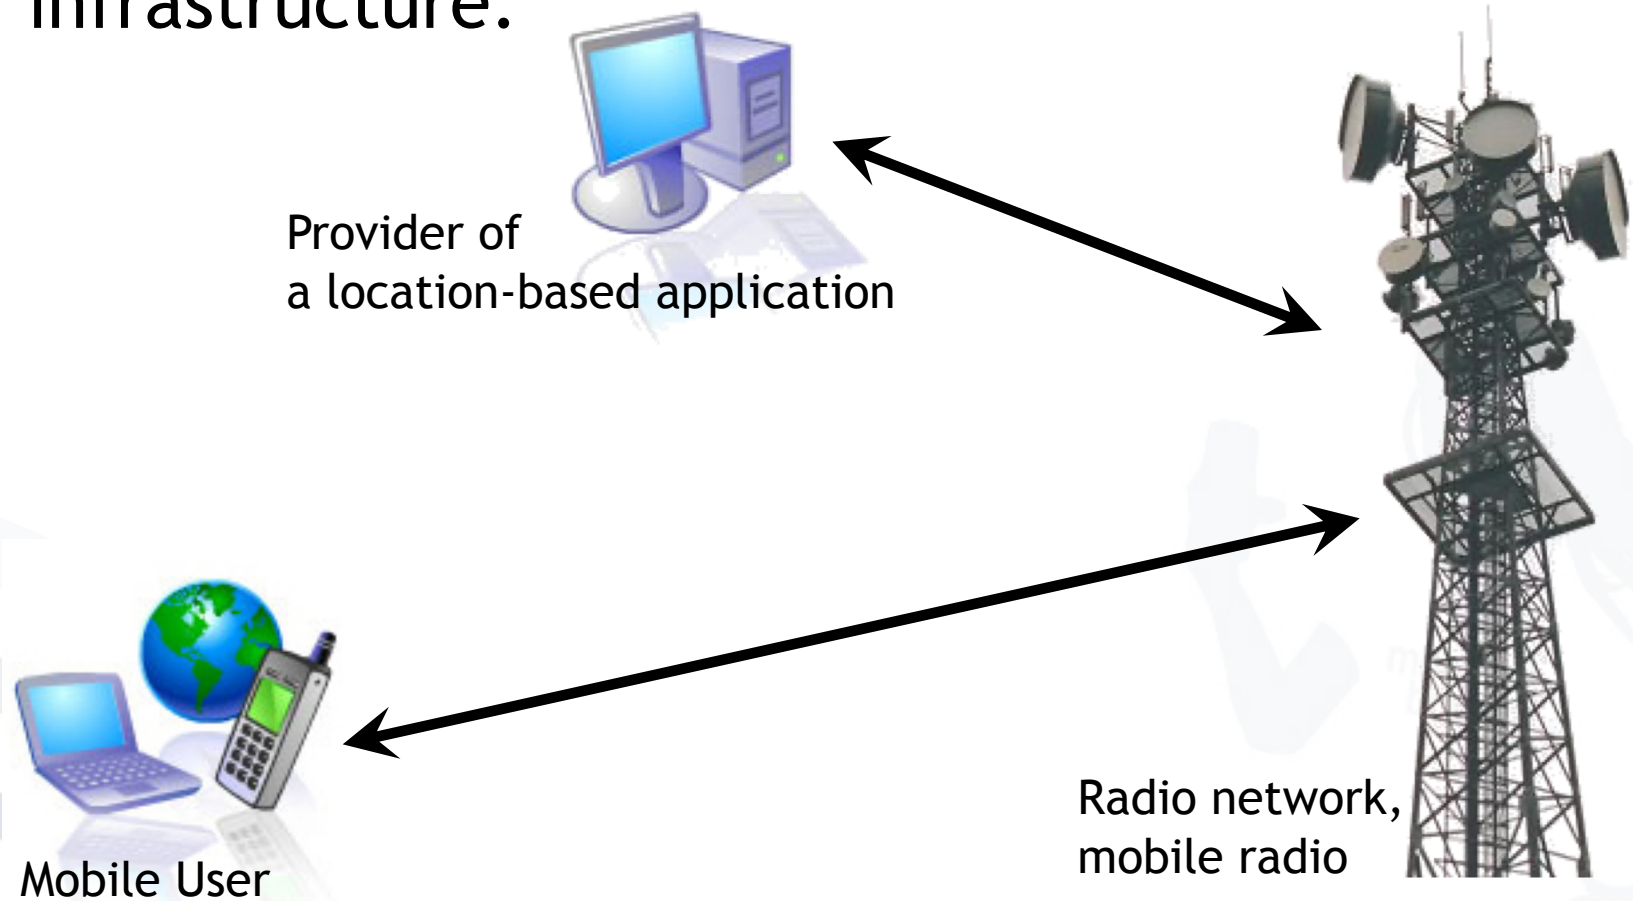 infrastructure.
Provider of
a location-based application
Radio network,
mobile radio
Mobile User